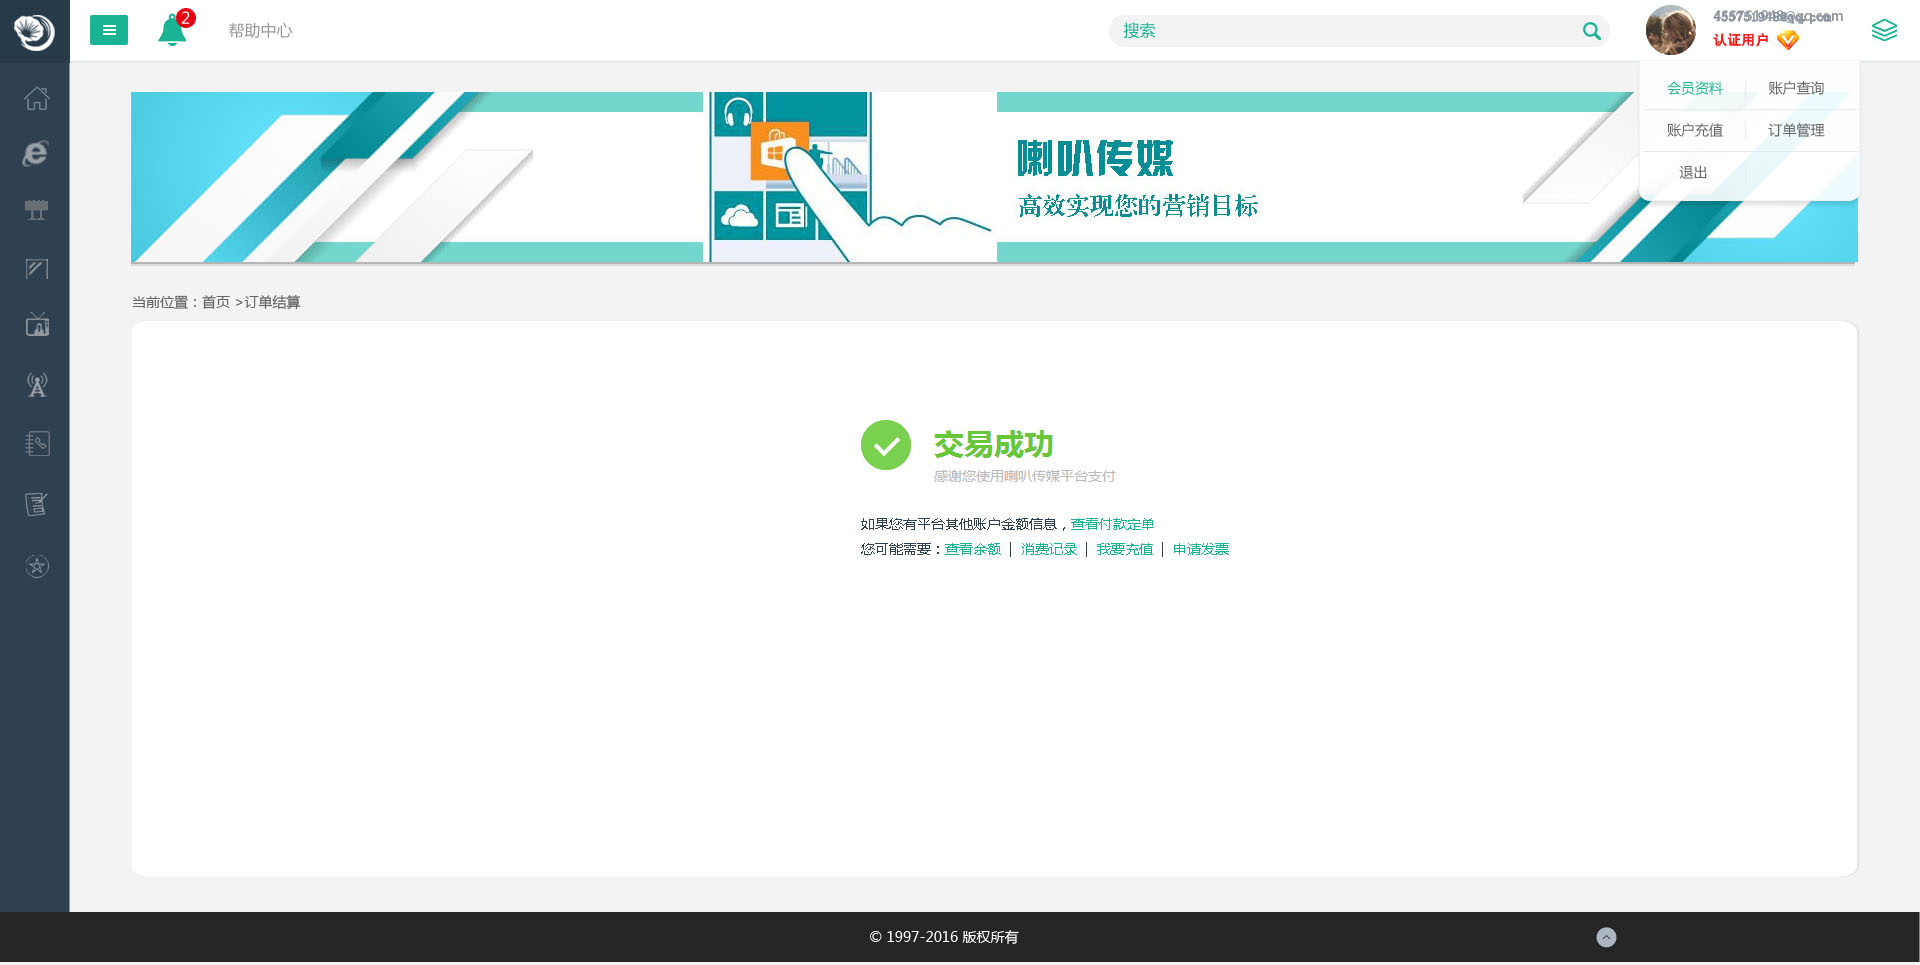 2
帮助中心
搜索
认证用户
会员资料
账户查询
账户充值
订单管理
退出
喇叭传媒
高效实现您的营销目标
当前位置：首页 >订单结算
交易成功
感谢您使用喇叭传媒平台支付
如果您有平台其他账户金额信息，查看付款定单
您可能需要：查看余额 | 消费记录 | 我要充值 | 申请发票
© 1997-2016 版权所有